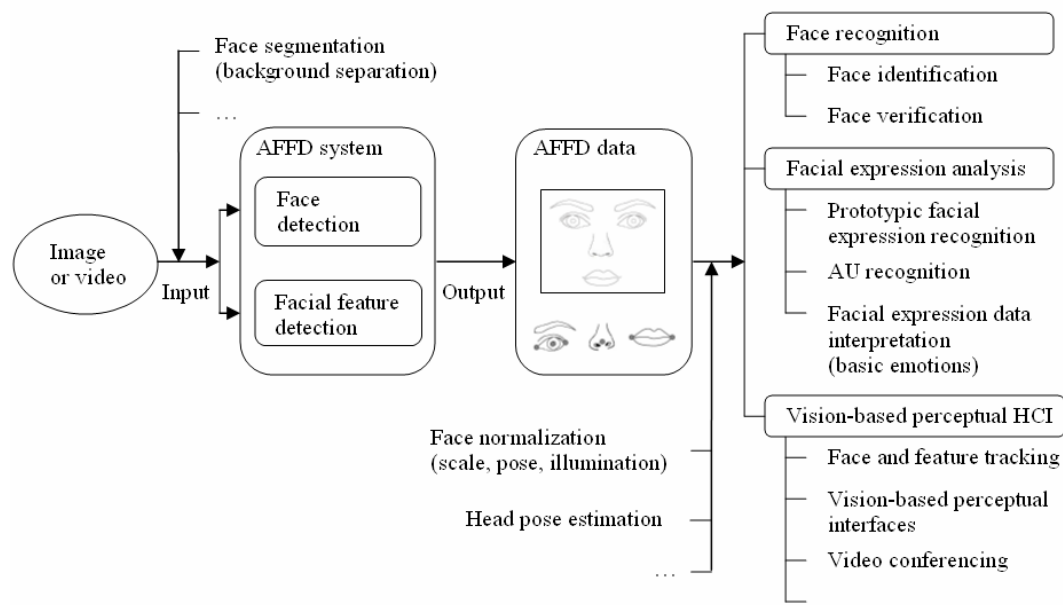 Face segmentation
(background separation)
…
Image
or video
Input
AFFD system
Face
detection
Facial feature
detection
Output
AFFD data
Face normalization
(scale, pose, illumination)
Head pose estimation
…
Face recognition
Face identification
Face verification
Facial expression analysis
Prototypic facial
expression recognition
AU recognition
Facial expression data
interpretation
(basic emotions)
Vision-based perceptual HCI
Face and feature tracking
Vision-based perceptual
interfaces
Video conferencing